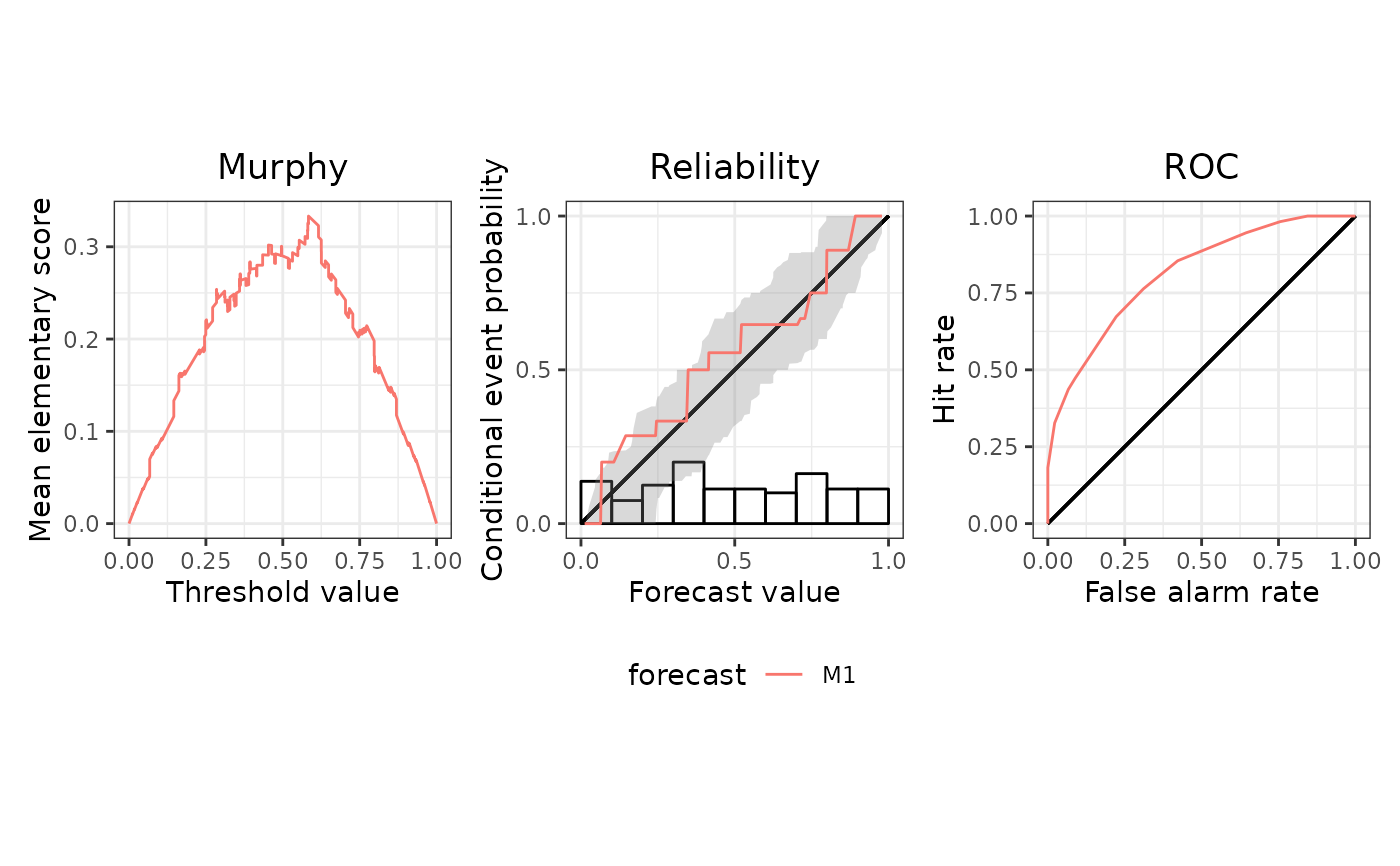 Murphy
Mean elementary score
0.3
0.2
0.1
0.0
0.00 0.25 0.50 0.75 1.00
Threshold value
Reliability
Conditional event probability
1.0
0.5
0.0
0.0 0.5 1.0
Forecast value
ROC
Hit rate
1.00
0.75
0.50
0.25
0.00
0.00 0.25 0.50 0.75 1.00
False alarm rate
forecast M1